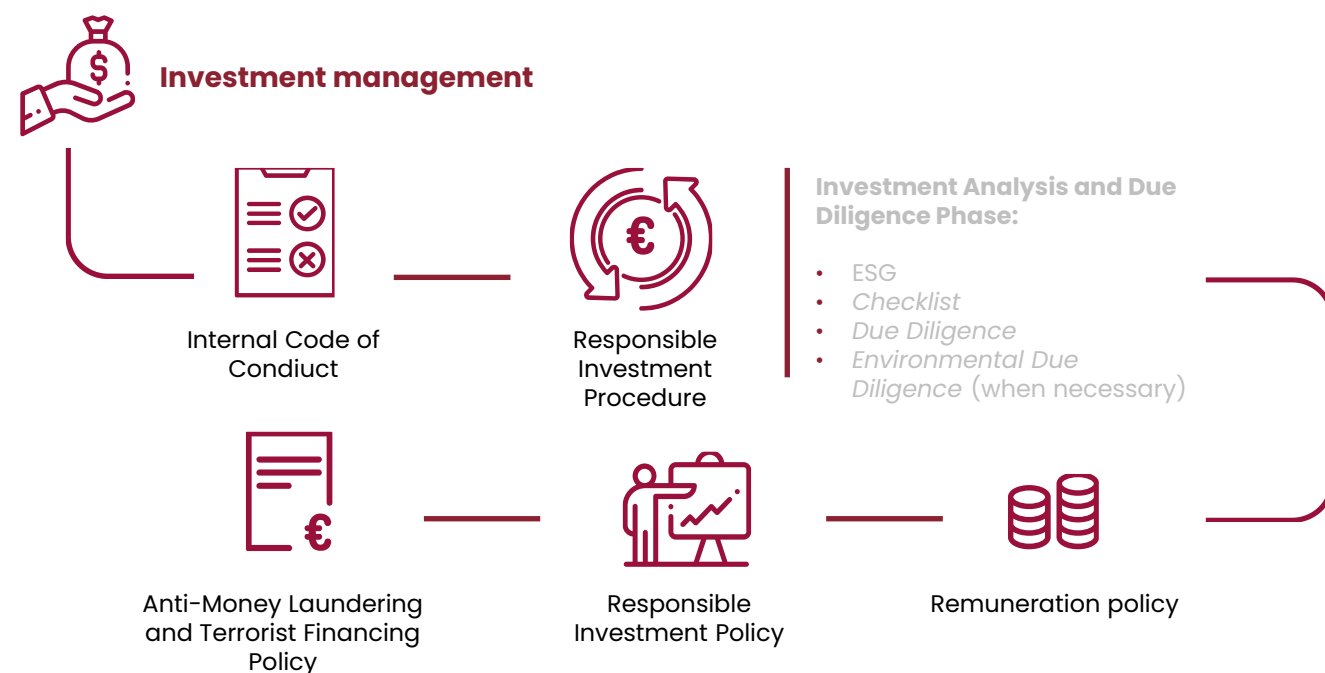 Investment management
Internal Code of
Condiuct
Responsible
Investment
Procedure
Investment Analysis and Due
Diligence Phase:
• ESG
• Checklist
• Due Diligence
• Environmental Due
Diligence (when necessary)
Anti-Money Laundering
and Terrorist Financing
Policy
Responsible
Investment Policy
Remuneration policy